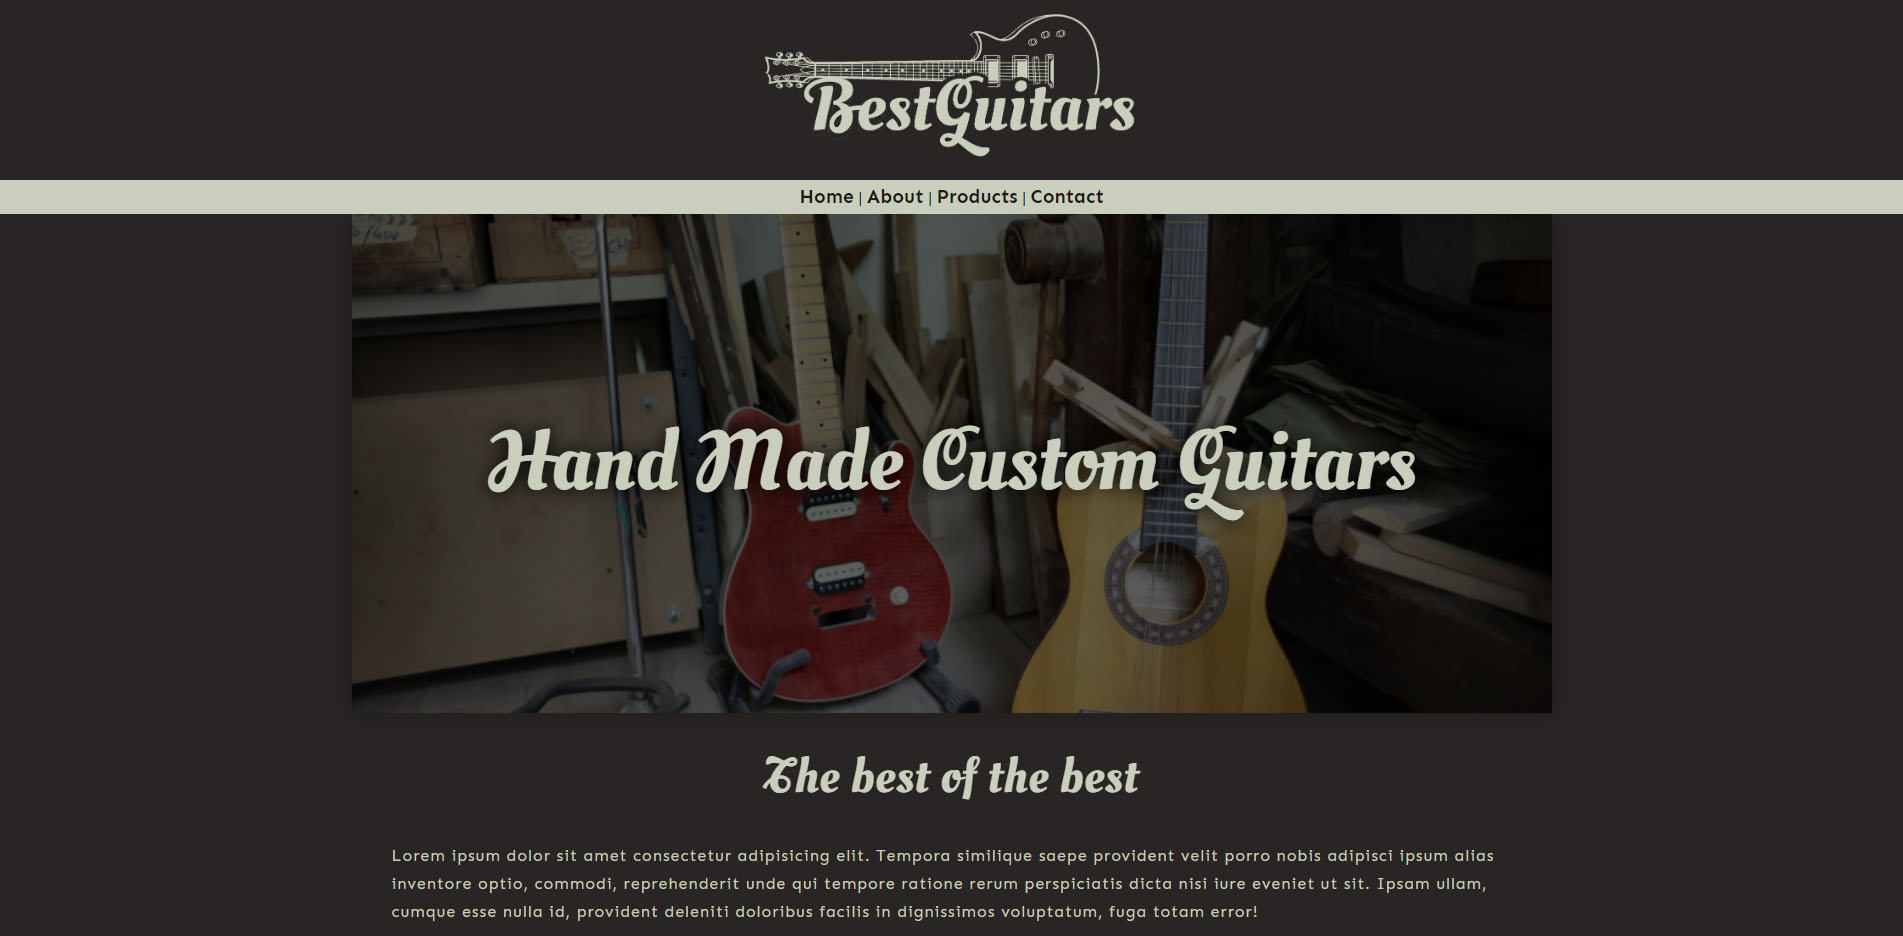 BestGuitars
Home | About | Products | Contact
Hand Made Custom Guitars
The best of the best
Lorem ipsum dolor sit amet consectetur adipisicing elit. Tempora similique saepe provident velit porro nobis adipisci ipsum alias
inventore optio, commodi, reprehenderit unde qui tempore ratione rerum perspiciatis dicta nisi iure eveniet ut sit. Ipsam ullam,
cumque esse nulla id, provident deleniti doloribus facilis in dignissimos voluptatum, fuga totam error!